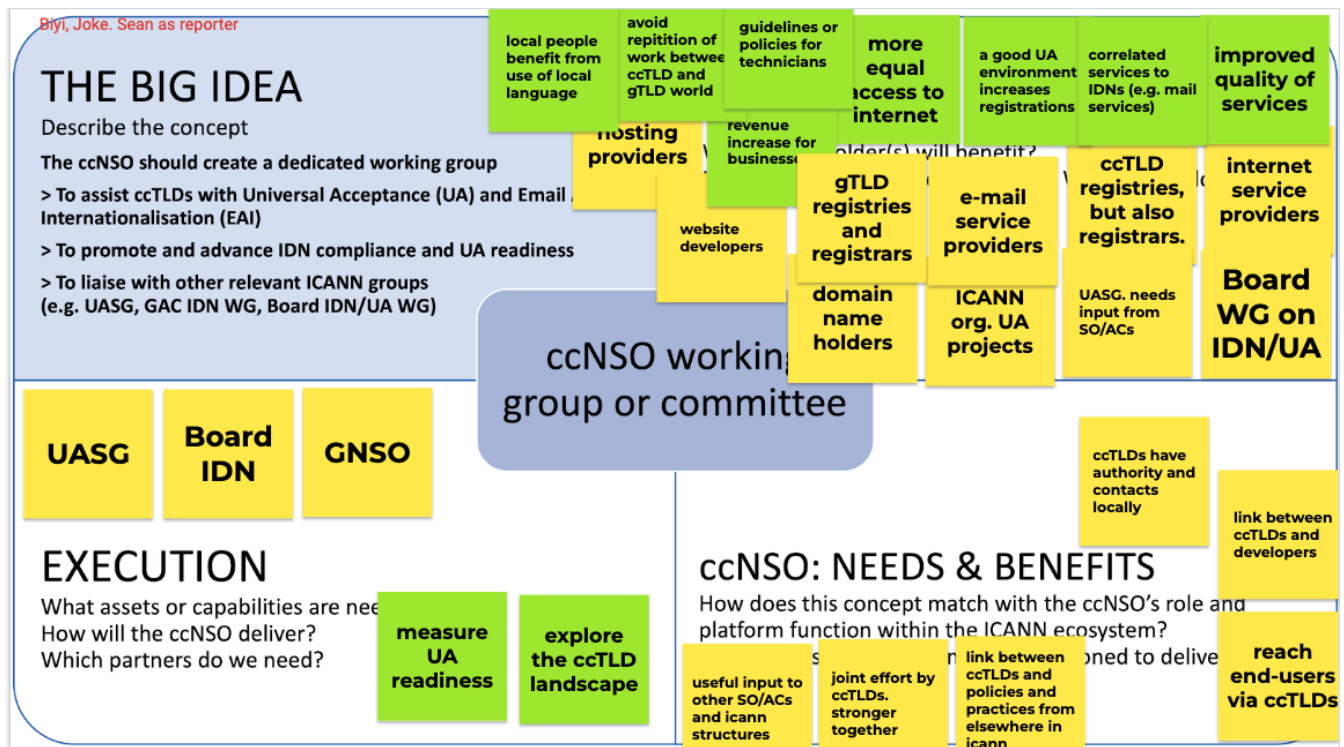 Biyi, Joke. Sean as reporter
THE BIG IDEA
Describe the concept
The ccNSO should create a dedicated working group
> To assist ccTLDs with Universal Acceptance (UA) and Email
Internationalisation (EAI)
> To promote and advance IDN compliance and UA readiness
> To liaise with other relevant ICANN groups
(e.g. UASG, GAC IDN WG, Board IDN/UA WG)
local people
benefit from
use of local
language
avoid
repitition of
work betwee
ccTLD and
gTLD world
guidelines or
policies for
technicians
more
equal
access to
internet
a good UA
environment
increases
registrations
correlated
services to
IDNs (e.g. mail
services)
improved
quality of
services
hosting
providers
revenue
increase for
businesse
holder(s) will benefit?
website
developers
gTLD
registries
and
registrars
e-mail
service
providers
ccTLD
registries,
but also
registrars.
internet
service
providers
domain
name
holders
ICANN
org. UA
projects
UASG. needs
input from
SO/ACs
Board
WG on
IDN/UA
ccNSO working
group or committee
UASG
Board
IDN
GNSO
EXECUTION
What assets or capabilities are nee
How will the ccNSO deliver?
Which partners do we need?
measure
UA
readiness
explore
the ccTLD
landscape
ccTLDs have
authority and
contacts
locally
link between
ccTLDs and
developers
ccNSO: NEEDS & BENEFITS
How does this concept match with the ccNSO's role and
platform function within the ICANN ecosystem?
oned to delive
useful input to
other SO/ACs
and icann
structures
joint effort by
ccTLDs.
stronger
together
link between
ccTLDs and
policies and
practices from
elsewhere in
icann
reach
end-users
via ccTLDs